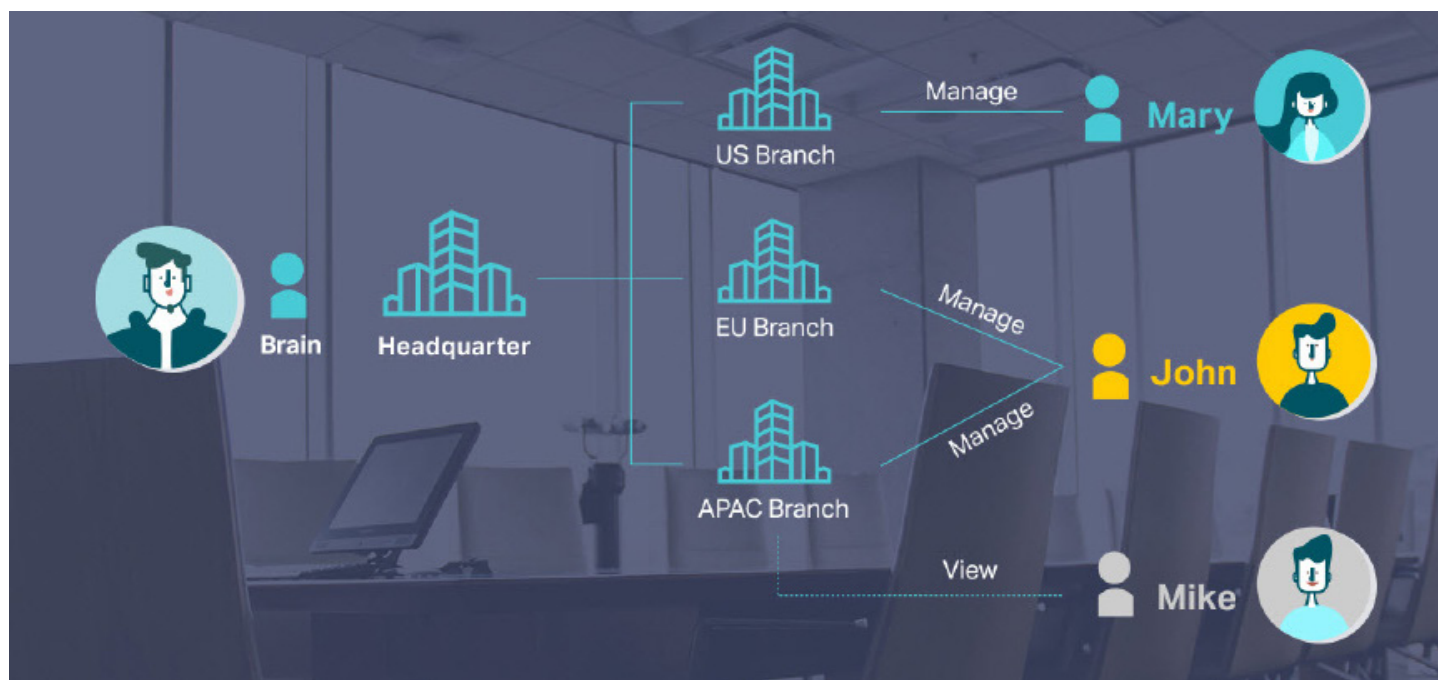 Manage
Mary
US Branch
Brain
Headquarter
EU Branch
Manage
John
Manage
APAC Branch
View
Mike